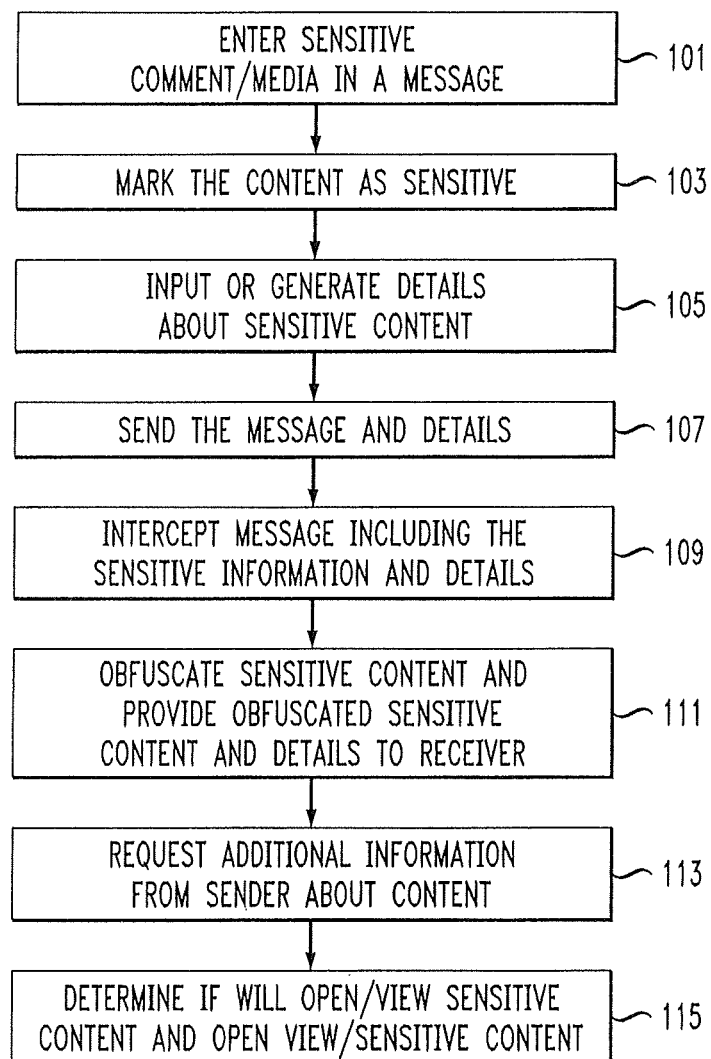 ENTER SENSITIVE
COMMENT/MEDIA IN A MESSAGE
101
MARK THE CONTENT AS SENSITIVE
103
INPUT OR GENERATE DETAILS
ABOUT SENSITIVE CONTENT
105
SEND THE MESSAGE AND DETAILS
107
INTERCEPT MESSAGE INCLUDING THE
SENSITIVE INFORMATION AND DETAILS
109
OBFUSCATE SENSITIVE CONTENT AND
PROVIDE OBFUSCATED SENSITIVE
CONTENT AND DETAILS TO RECEIVER
111
REQUEST ADDITIONAL INFORMATION
FROM SENDER ABOUT CONTENT
113
DETERMINE IF WILL OPEN/VIEW SENSITIVE
CONTENT AND OPEN VIEW/SENSITIVE CONTENT
115